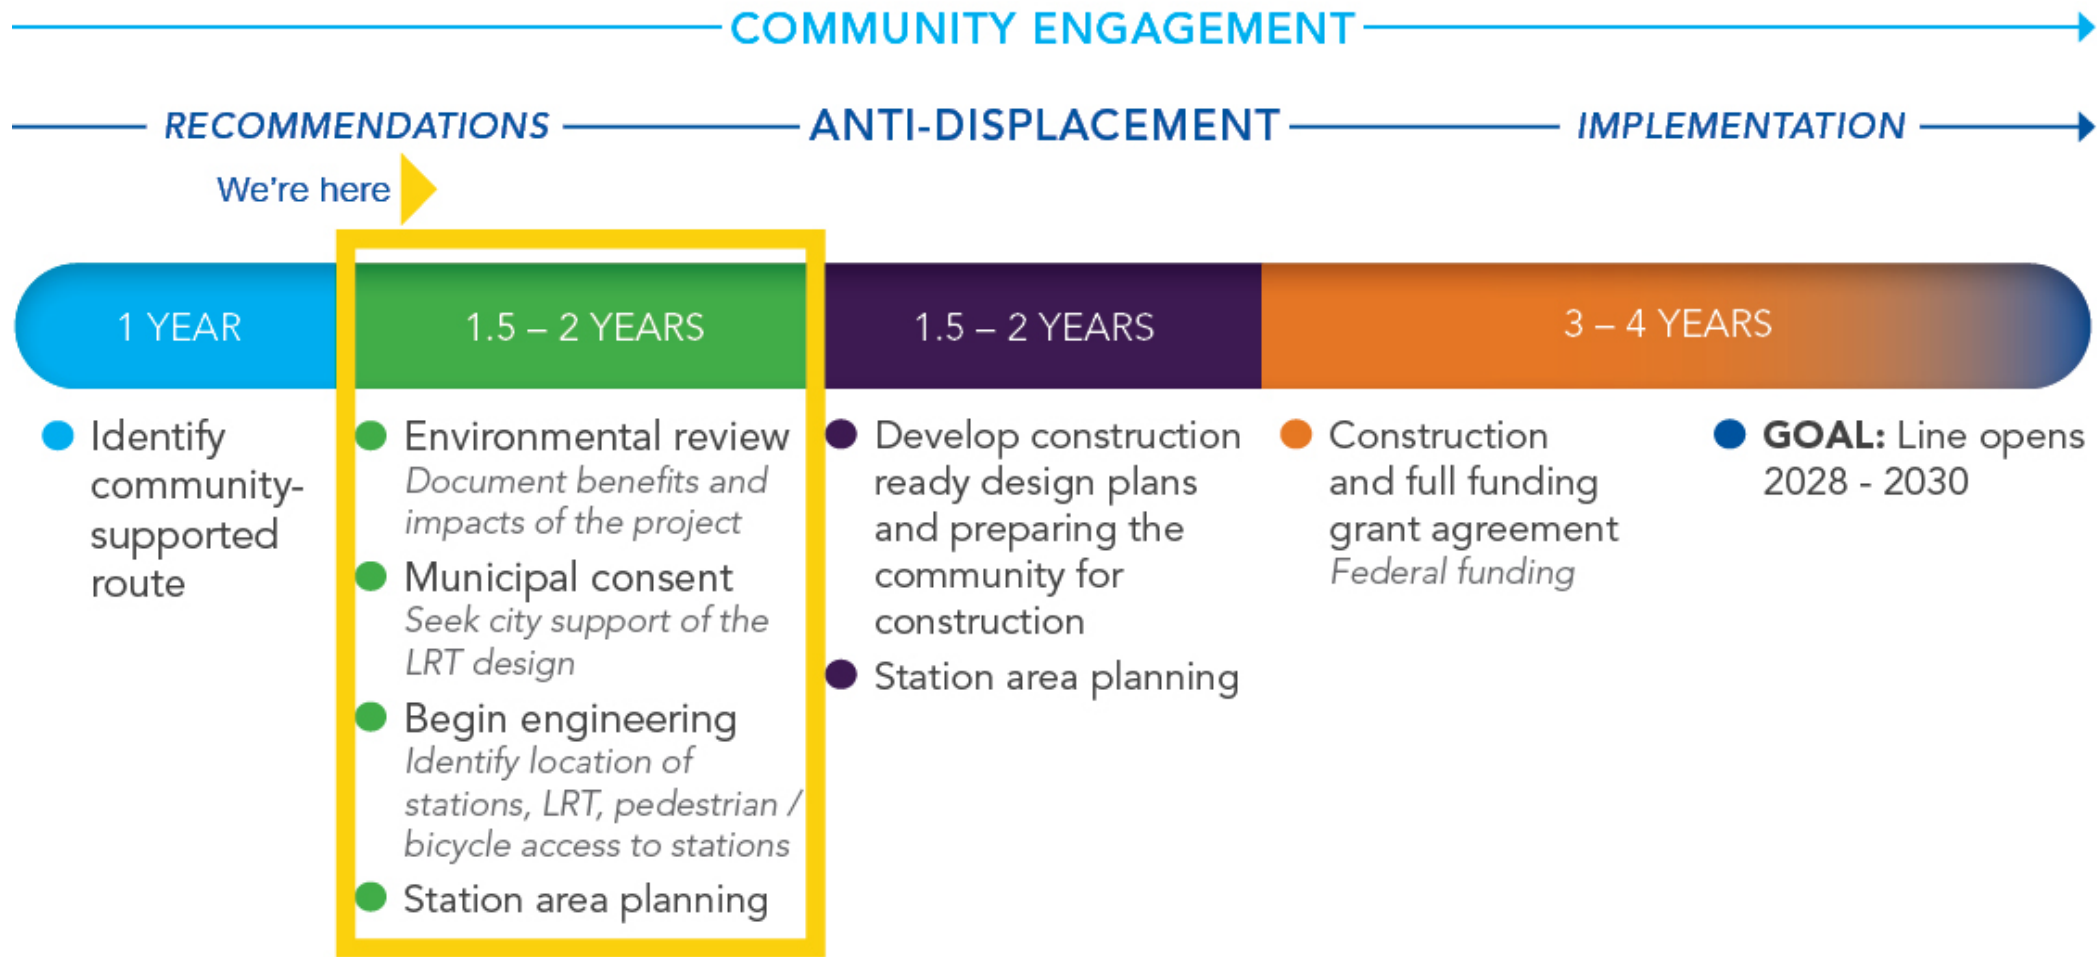 COMMUNITY ENGAGEMENT
RECOMMENDATIONS ANTI-DISPLACEMENT IMPLEMENTATION
We're here
1 YEAR
1.5 – 2 YEARS
1.5 – 2 YEARS
3 – 4 YEARS
Identify
community-
supported
route
Environmental review
Document benefits and
impacts of the project
Municipal consent
Seek city support of the
LRT design
Begin engineering
Identify location of
stations, LRT, pedestrian /
bicycle access to stations
Station area planning
Develop construction
ready design plans
and preparing the
community for
construction
Station area planning
Construction
and full funding
grant agreement
Federal funding
GOAL: Line opens
2028 - 2030